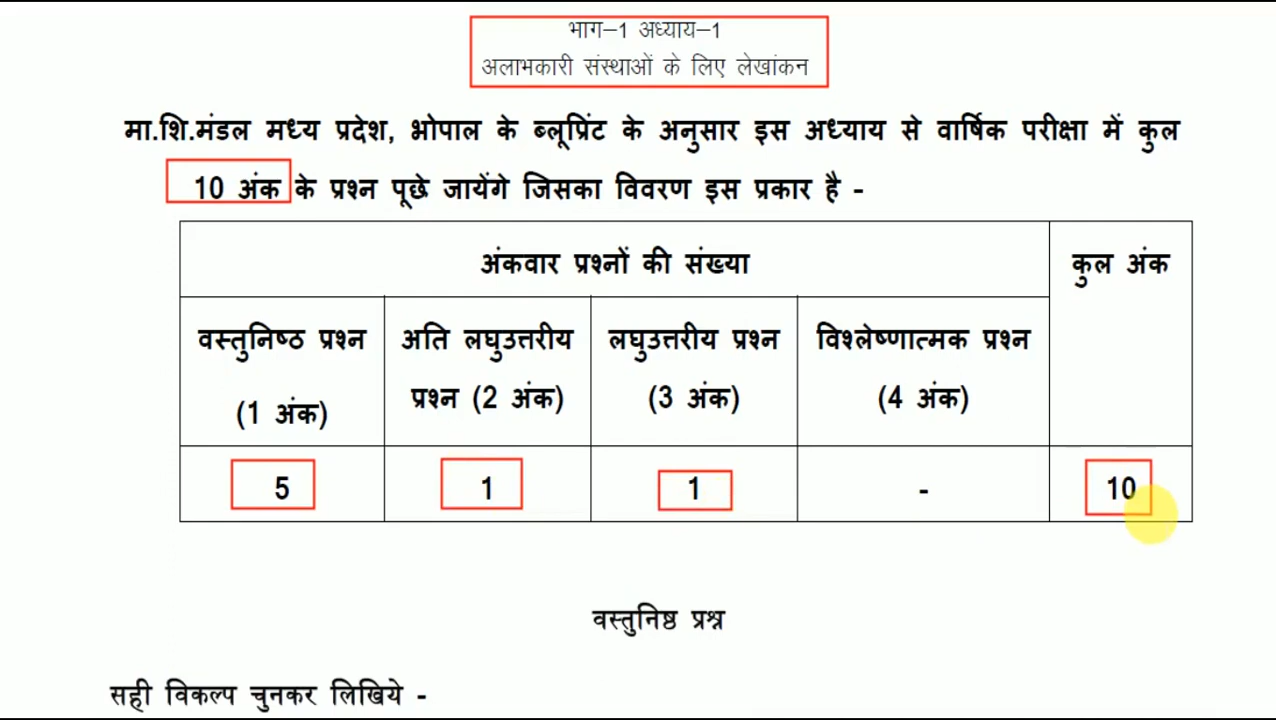 भाग–1 अध्याय–1
अलाभकारी संस्थाओं के लिए लेखांकन
मा.शि.मंडल मध्य प्रदेश, भोपाल के ब्लूप्रिंट के अनुसार इस अध्याय से वार्षिक परीक्षा में कुल
10 अंक के प्रश्न पूछे जायेंगे जिसका विवरण इस प्रकार है -
अंकवार प्रश्नों की संख्या कुल अंक
वस्तुनिष्ठ प्रश्न अति लघुउत्तरीय लघुउत्तरीय प्रश्न विश्लेष्णात्मक प्रश्न
(1 अंक) प्रश्न (2 अंक) (3 अंक) (4 अंक)
5 1 1 - 10
वस्तुनिष्ठ प्रश्न
सही विकल्प चुनकर लिखिये -